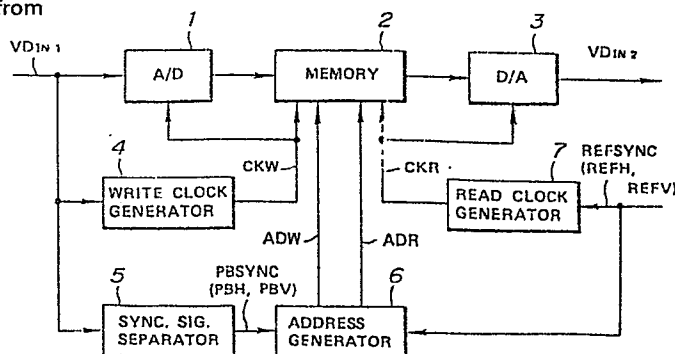 from
1
2
3
VDIN 1
VDIN 2
A/D
MEMORY
D/A
4
CKW
CKR
7
REFSYNC
(REFH,
REFV)
WRITE CLOCK
GENERATOR
READ CLOCK
GENERATOR
ADW
ADR
5
PBSYNC
(PBH, PBV)
6
SYNC. SIG.
SEPARATOR
ADDRESS
GENERATOR